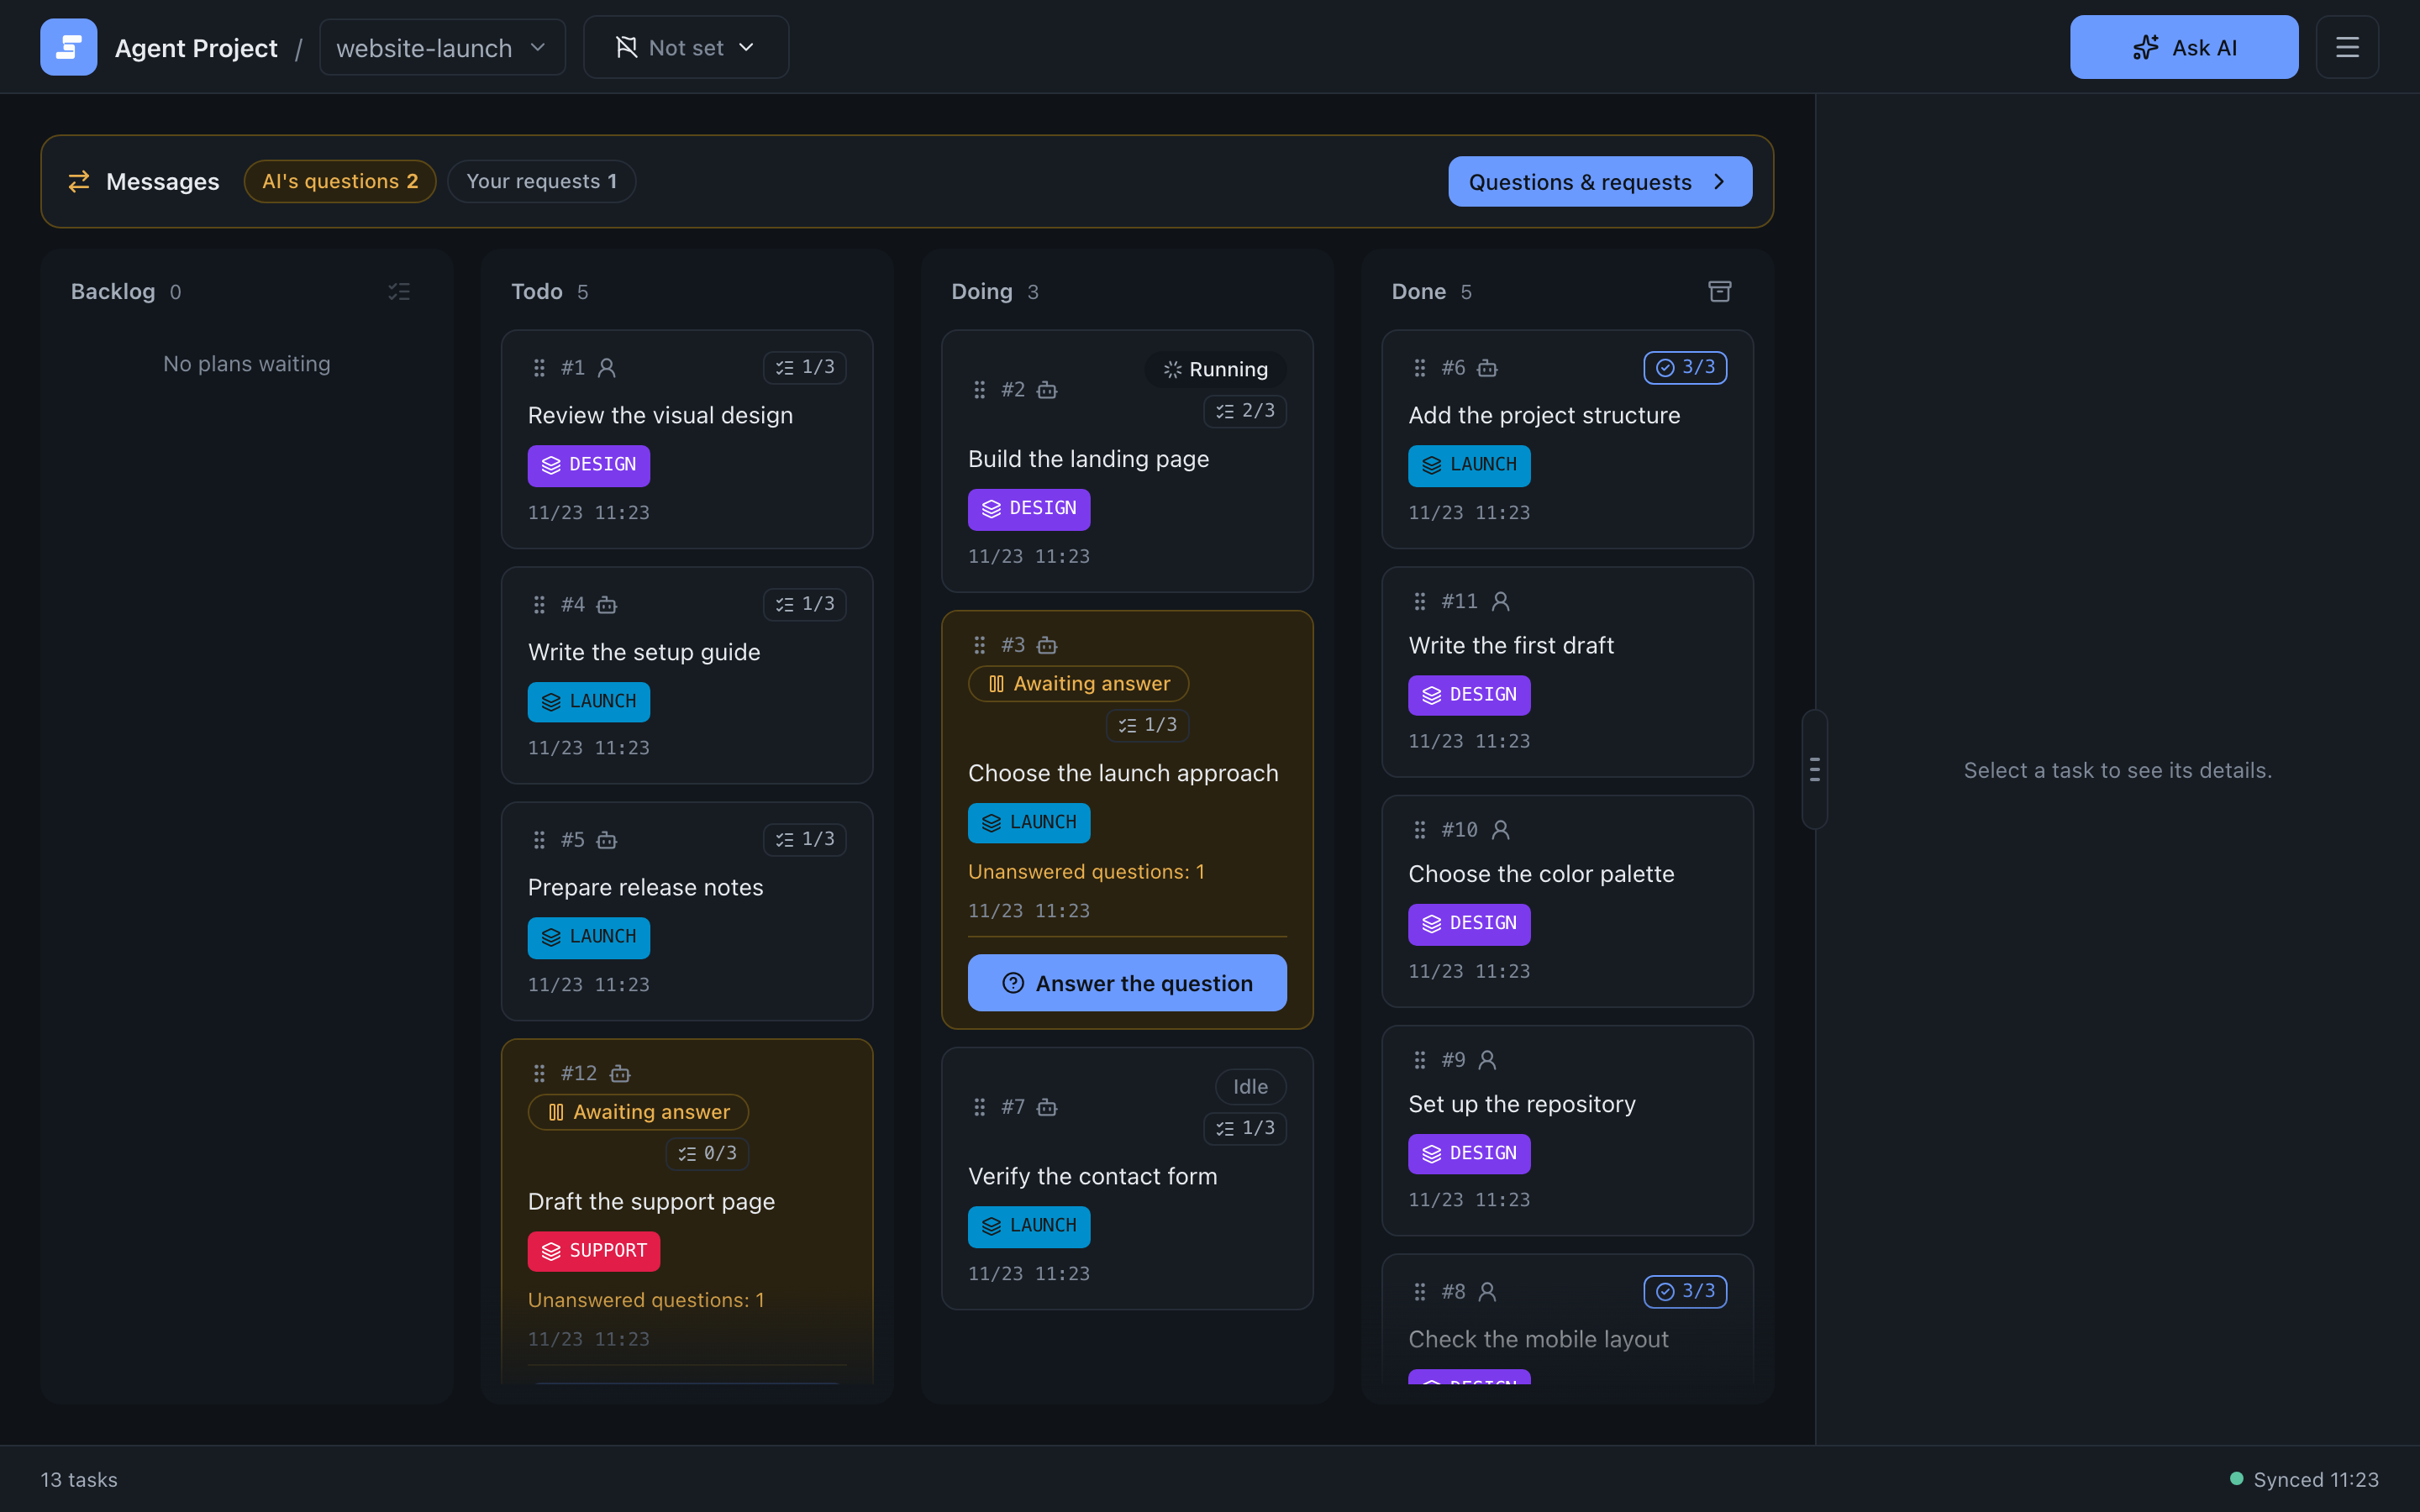 Agent Project / website-launch Not set Ask AI
Messages AI's questions 2 Your requests 1 Questions & requests
Backlog 0
No plans waiting
Todo 5
#1 1/3
Review the visual design
DESIGN
11/23 11:23
#4 1/3
Write the setup guide
LAUNCH
11/23 11:23
#5 1/3
Prepare release notes
LAUNCH
11/23 11:23
#12
Awaiting answer
0/3
Draft the support page
SUPPORT
Unanswered questions: 1
11/23 11:23
Doing 3
Running
#2
2/3
Build the landing page
DESIGN
11/23 11:23
#3
Awaiting answer
1/3
Choose the launch approach
LAUNCH
Unanswered questions: 1
11/23 11:23
Answer the question
Idle
#7
1/3
Verify the contact form
LAUNCH
11/23 11:23
Done 5
#6 3/3
Add the project structure
LAUNCH
11/23 11:23
#11
Write the first draft
DESIGN
11/23 11:23
#10
Choose the color palette
DESIGN
11/23 11:23
#9
Set up the repository
DESIGN
11/23 11:23
#8 3/3
Check the mobile layout
Select a task to see its details.
13 tasks
Synced 11:23